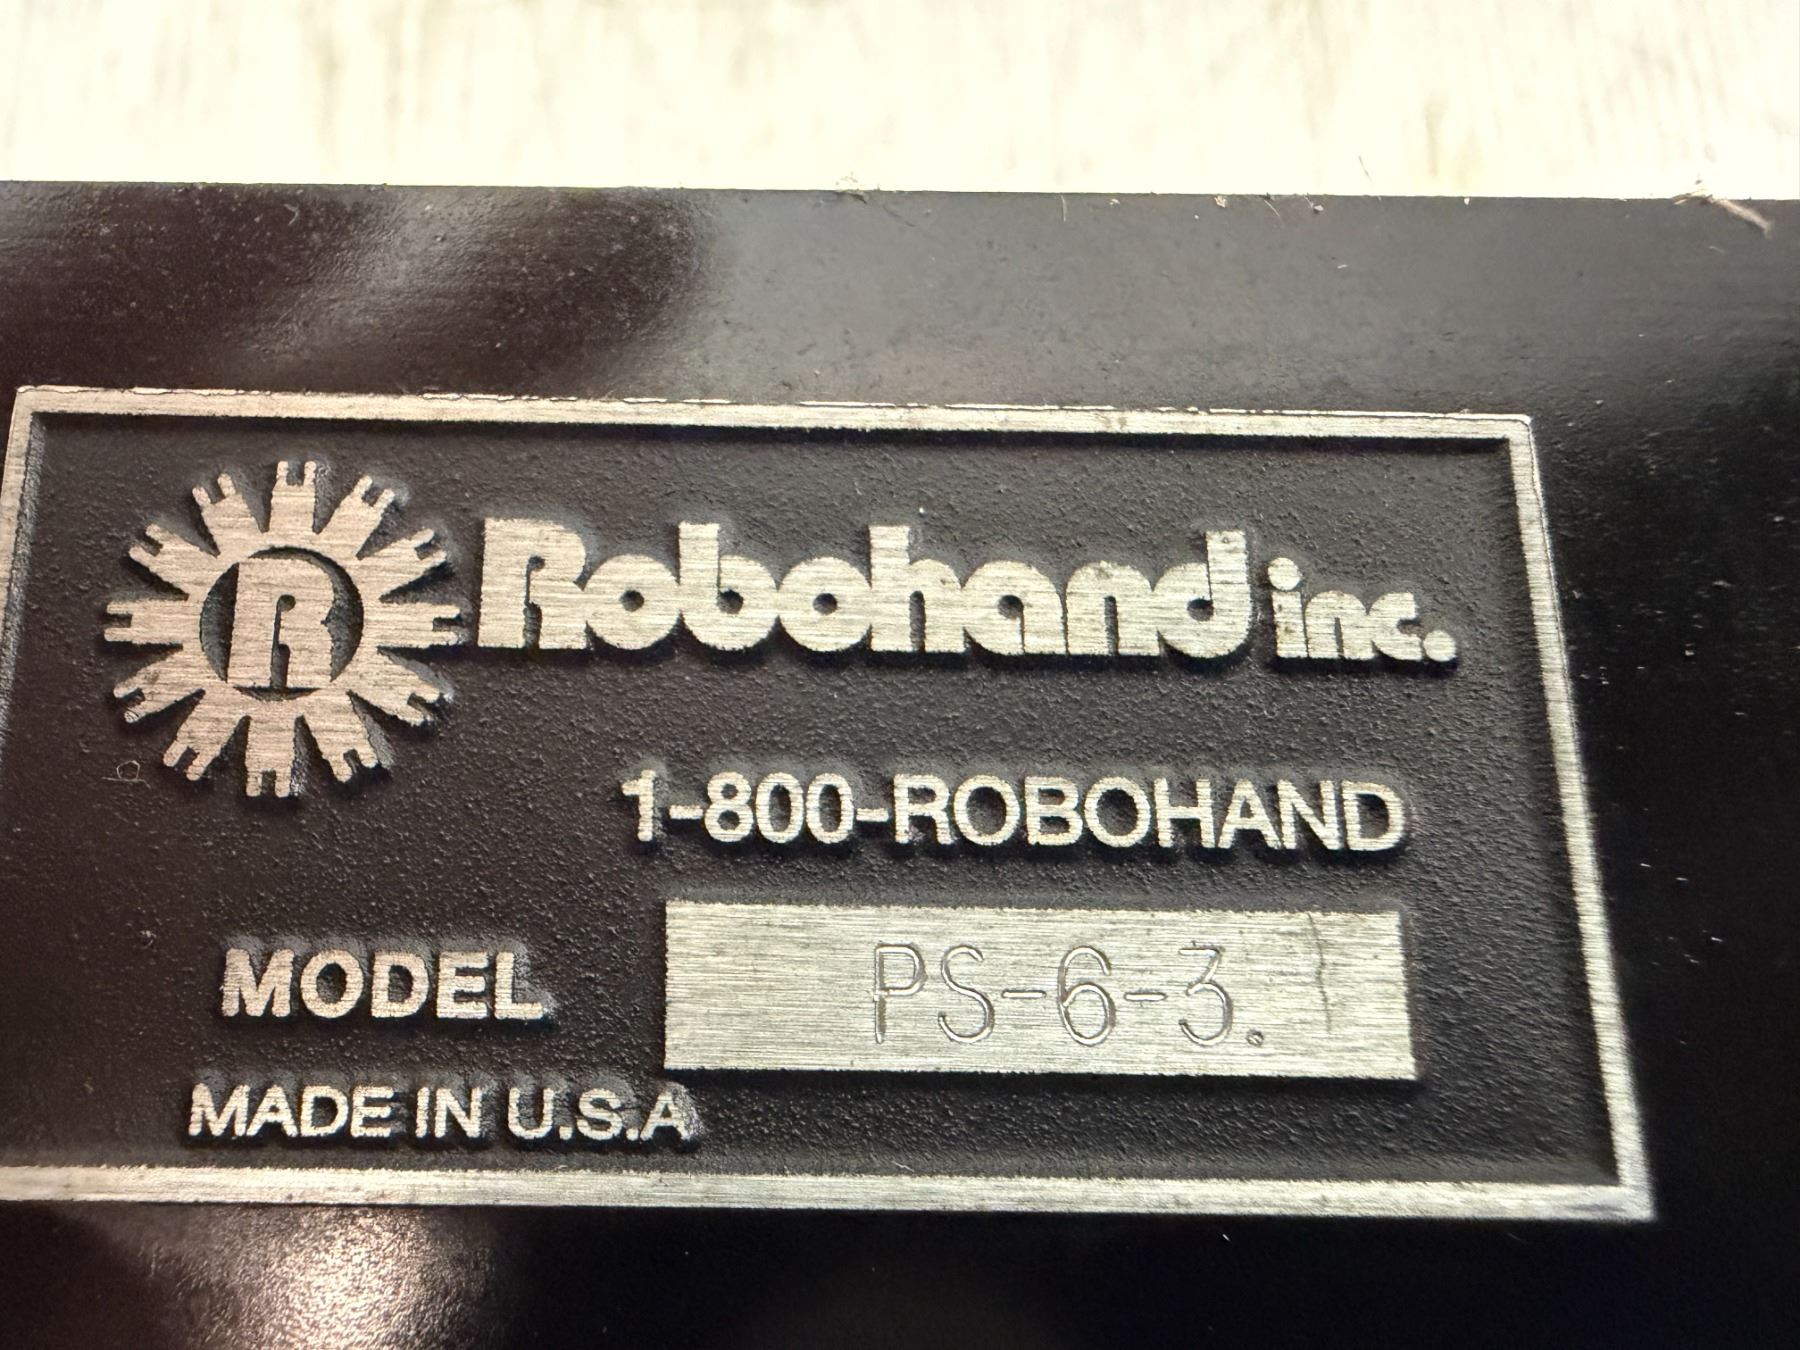 R Robohand inc.
1-800-ROBOHAND
MODEL PS-6-3.
MADE IN U.S.A